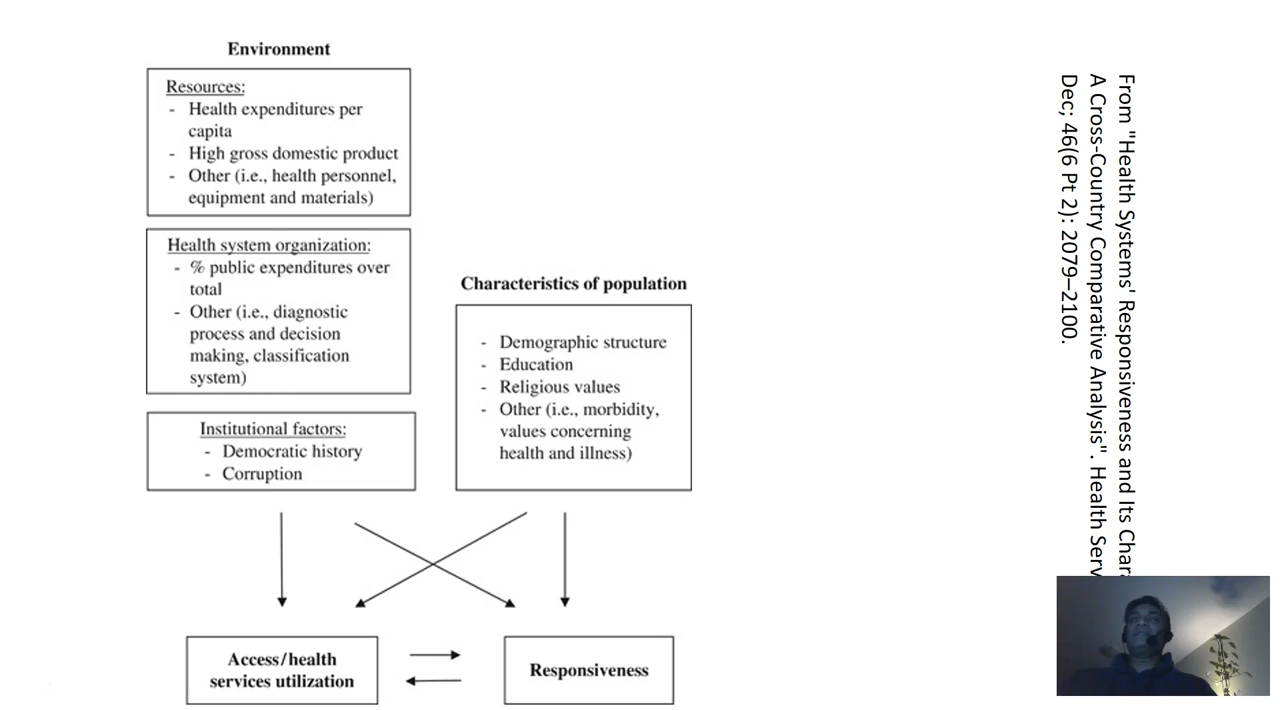 Environment
Resources:
- Health expenditures per
capita
- High gross domestic product
- Other (i.e., health personnel,
equipment and materials)
Health system organization:
- % public expenditures over
total
- Other (i.e., diagnostic
process and decision
making, classification
system)
Institutional factors:
- Democratic history
- Corruption
Characteristics of population
- Demographic structure
- Education
- Religious values
- Other (i.e., morbidity,
values concerning
health and illness)
Access/health
services utilization
Responsiveness
From "Health Systems' Responsiveness and Its
A Cross-Country Comparative Analysis". Health Serv
Dec; 46(6 Pt 2): 2079–2100.